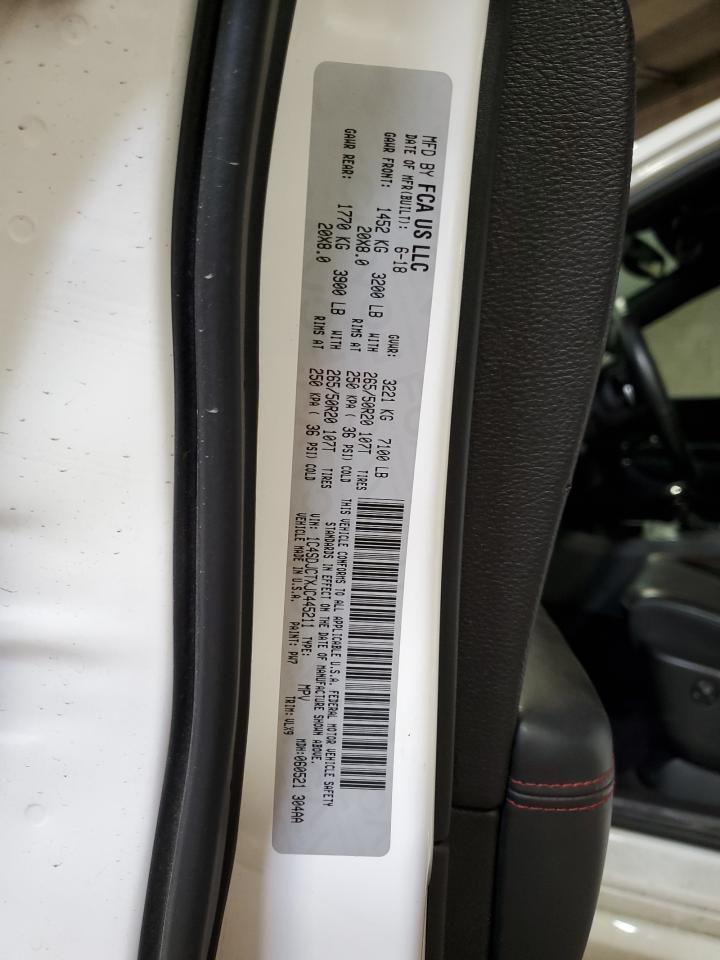 MFD BY FCA US LLC
DATE OF MFR(BUILT): 6-18 GVWR: 3221 KG 7100 LB
GAWR FRONT: 1452 KG 3200 LB WITH 265/50R20 107T TIRES
20X8.0 RIMS AT 250 KPA ( 36 PSI) COLD
GAWR REAR: 1770 KG 3900 LB WITH 265/50R20 107T TIRES
20X8.0 RIMS AT 250 KPA ( 36 PSI) COLD
THIS VEHICLE CONFORMS TO ALL APPLICABLE U.S.A. FEDERAL MOTOR VEHICLE SAFETY
STANDARDS IN EFFECT ON THE DATE OF MANUFACTURE SHOWN ABOVE.
VIN: 1C4SDJCTXJC445211 TYPE: MPV MDH:060521 304AA
VEHICLE MADE IN U.S.A. PAINT: PW7 TRIM: VLX9